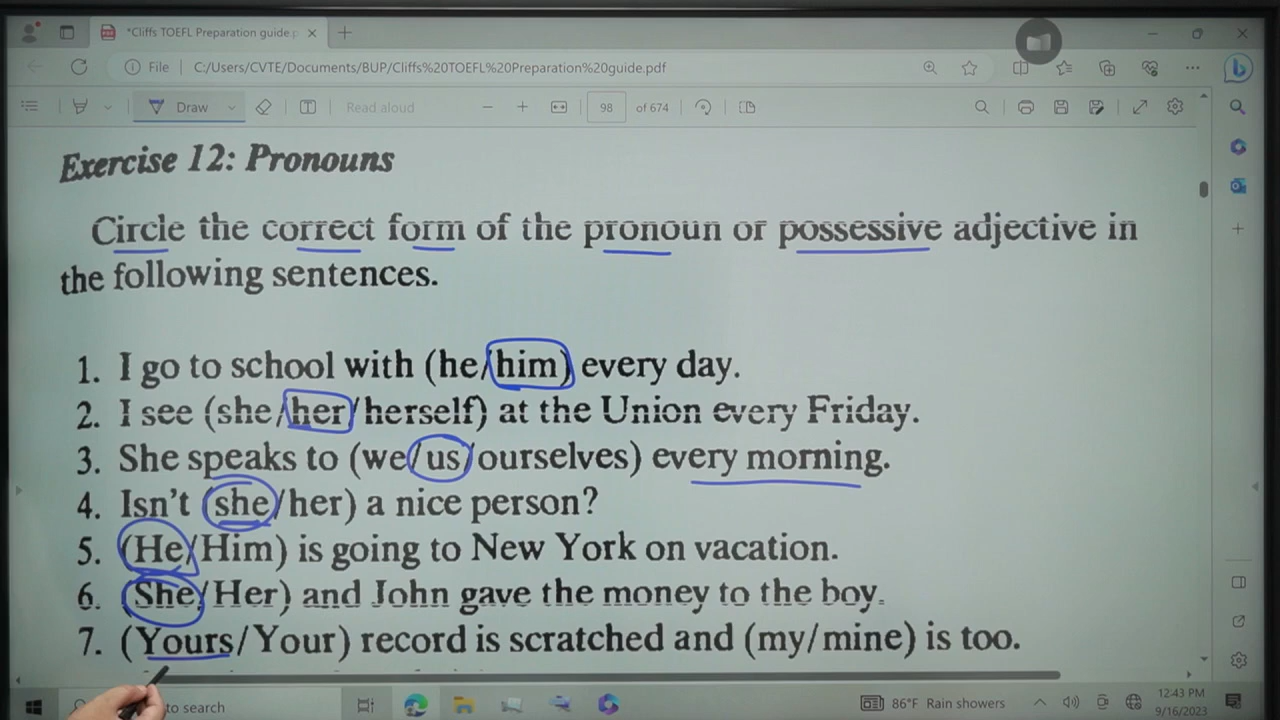 *Cliffs TOEFL Preparation guide.p
File C:/Users/CVTE/Documents/BUP/Cliffs%20TOEFL%20Preparation%20guide.pdf
Draw Read aloud 98 of 674
Exercise 12: Pronouns
Circle the correct form of the pronoun or possessive adjective in
the following sentences.
1. I go to school with (he/him) every day.
2. I see (she/her/herself) at the Union every Friday.
3. She speaks to (we/us/ourselves) every morning.
4. Isn't (she/her) a nice person?
5. (He/Him) is going to New York on vacation.
6. (She/Her) and John gave the money to the boy.
7. (Yours/Your) record is scratched and (my/mine) is too.
to search 86°F Rain showers 12:43 PM
9/16/2023